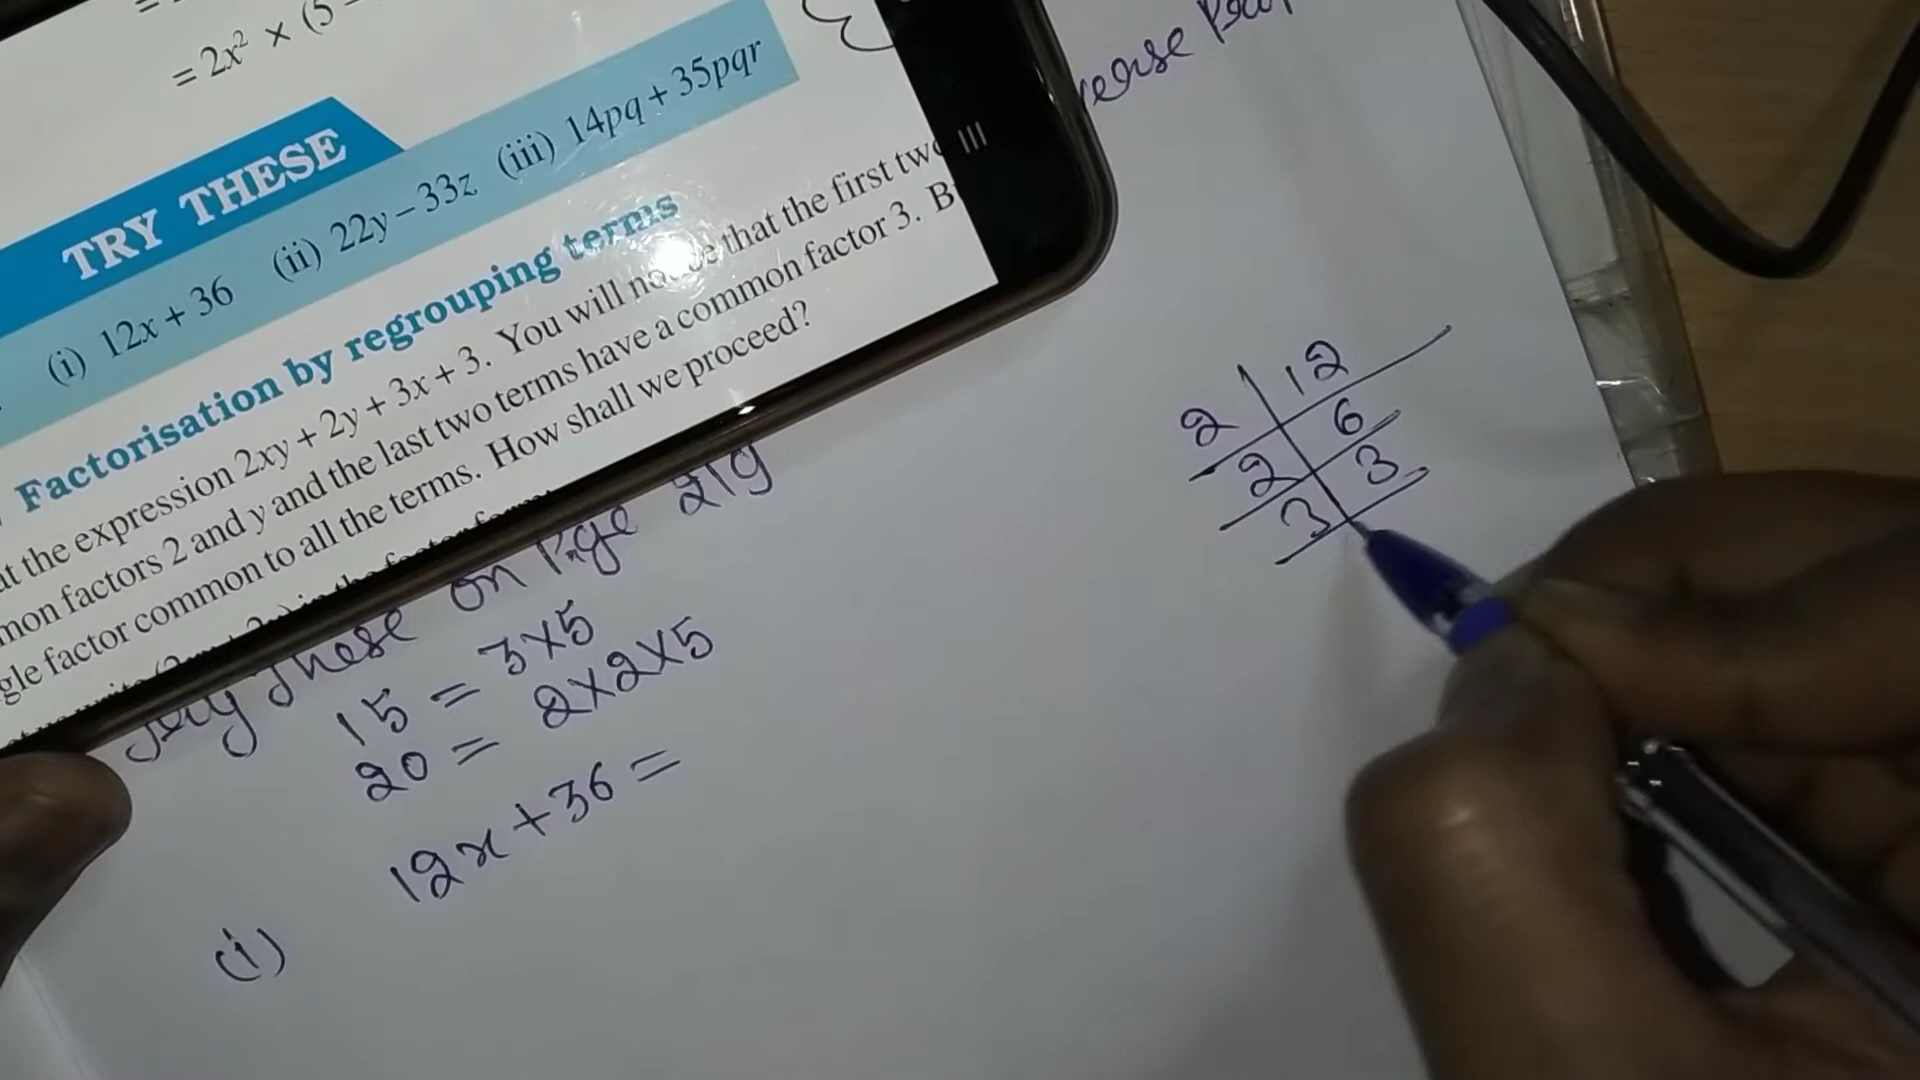 = 2x² × (5
TRY THESE
(i) 12x + 36 (ii) 22y – 33z (iii) 14pq + 35pqr
Factorisation by regrouping terms
at the expression 2xy + 2y + 3x + 3. You will that the first two
mon factors 2 and y and the last two terms have a common factor 3. B
gle factor common to all the terms. How shall we proceed?
These on Page 219
15 = 3×5
20 = 2×2×5
(i) 12x + 36 =
2 | 12
2 | 6
3 | 3